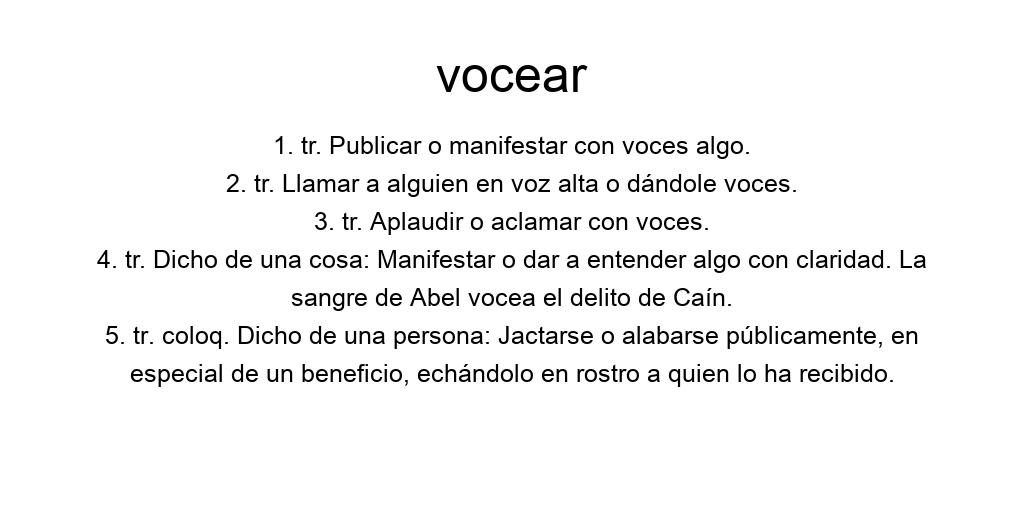 vocear
1. tr. Publicar o manifestar con voces algo.
2. tr. Llamar a alguien en voz alta o dándole voces.
3. tr. Aplaudir o aclamar con voces.
4. tr. Dicho de una cosa: Manifestar o dar a entender algo con claridad. La
sangre de Abel vocea el delito de Caín.
5. tr. coloq. Dicho de una persona: Jactarse o alabarse públicamente, en
especial de un beneficio, echándolo en rostro a quien lo ha recibido.